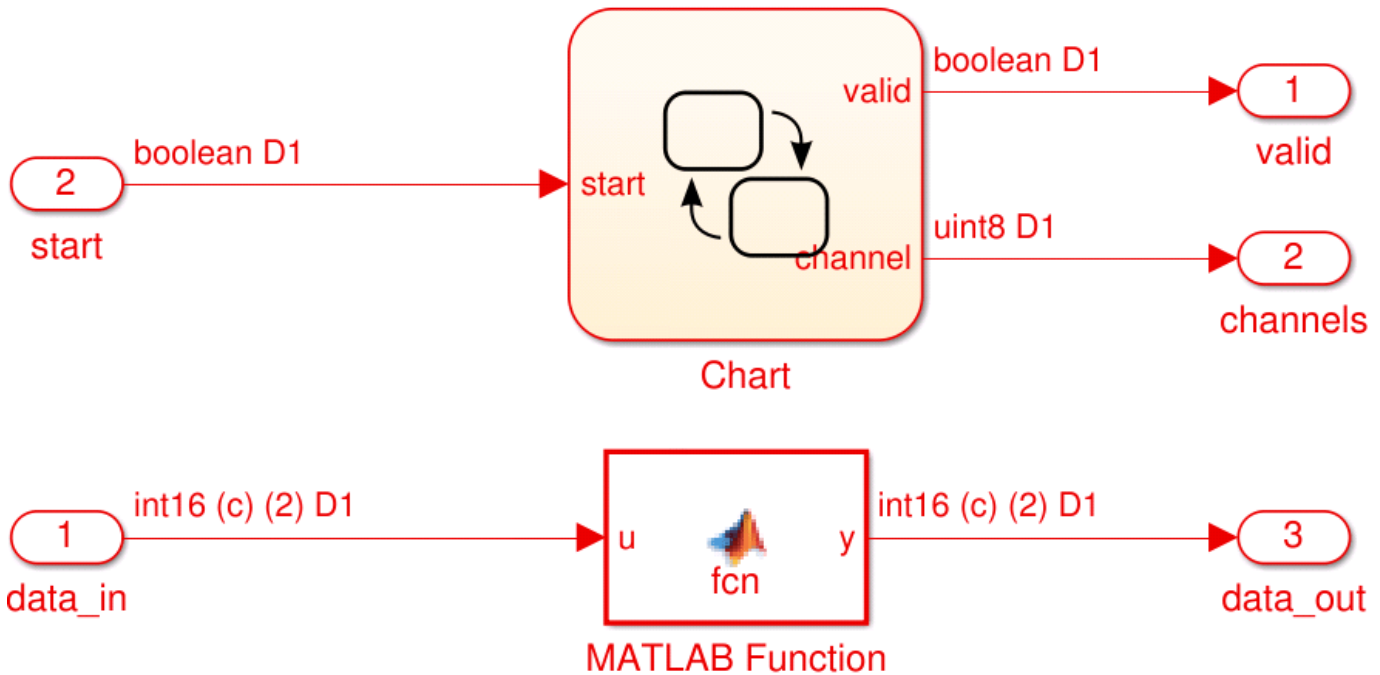 boolean D1
valid
1
valid
boolean D1
2
start
start
uint8 D1
channel
2
channels
Chart
int16 (c) (2) D1
1
data_in
u
fcn
y
MATLAB Function
int16 (c) (2) D1
3
data_out